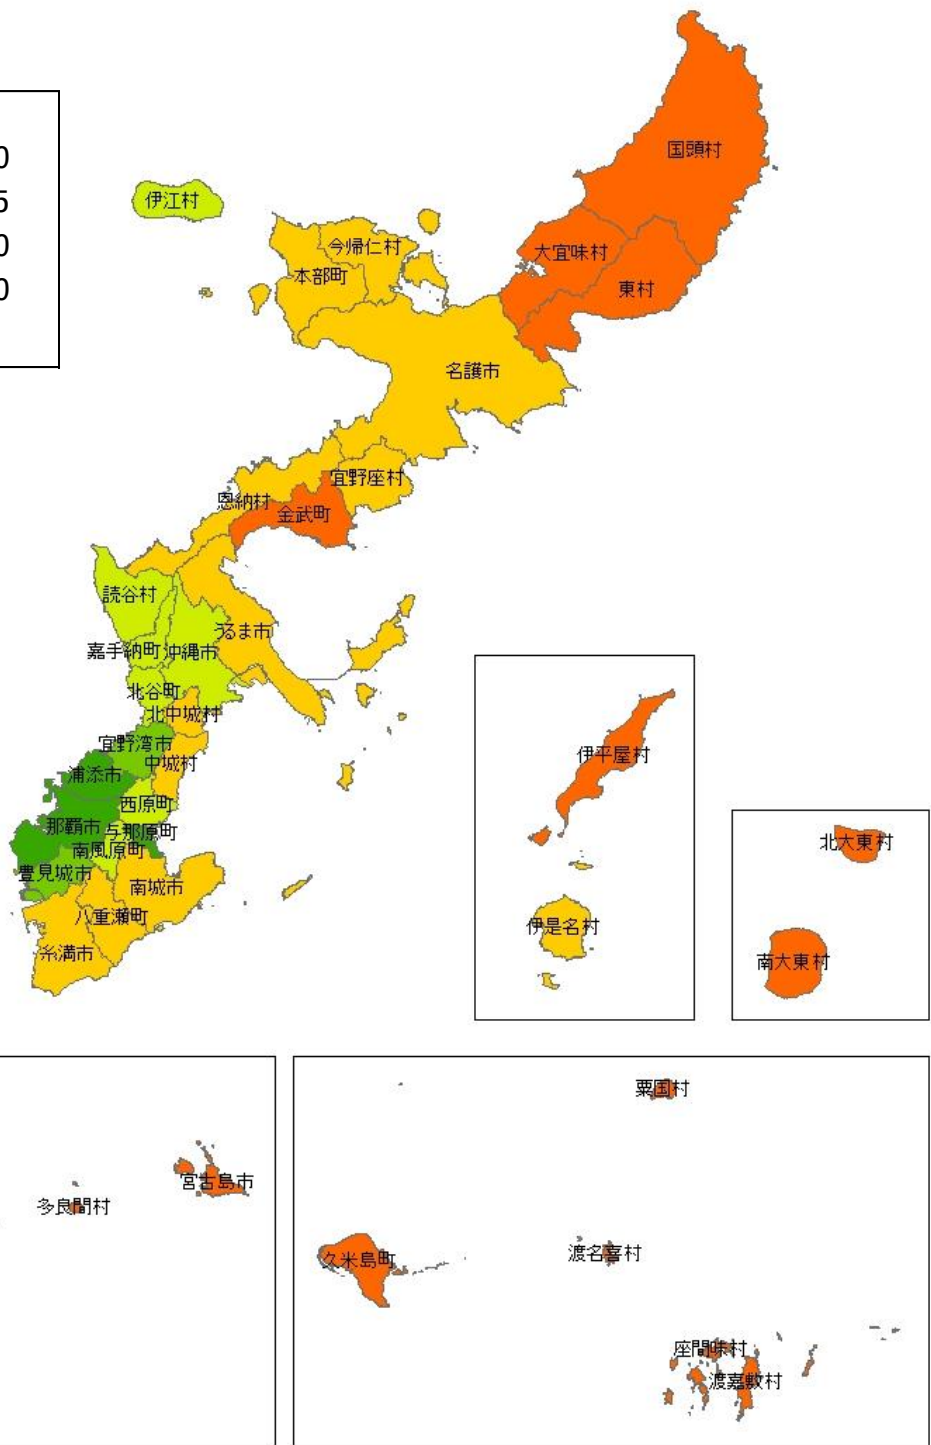 0
5
0
0
国頭村
伊江村
今帰仁村
大宜味村
本部町
東村
名護市
宜野座村
恩納村
金武町
読谷村
うるま市
嘉手納町
沖縄市
北谷町
北中城村
宜野湾市
中城村
浦添市
西原町
那覇市
与那原町
南風原町
豊見城市
南城市
八重瀬町
糸満市
伊平屋村
伊是名村
北大東村
南大東村
粟国村
宮古島市
多良間村
久米島町
渡名喜村
座間味村
渡嘉敷村